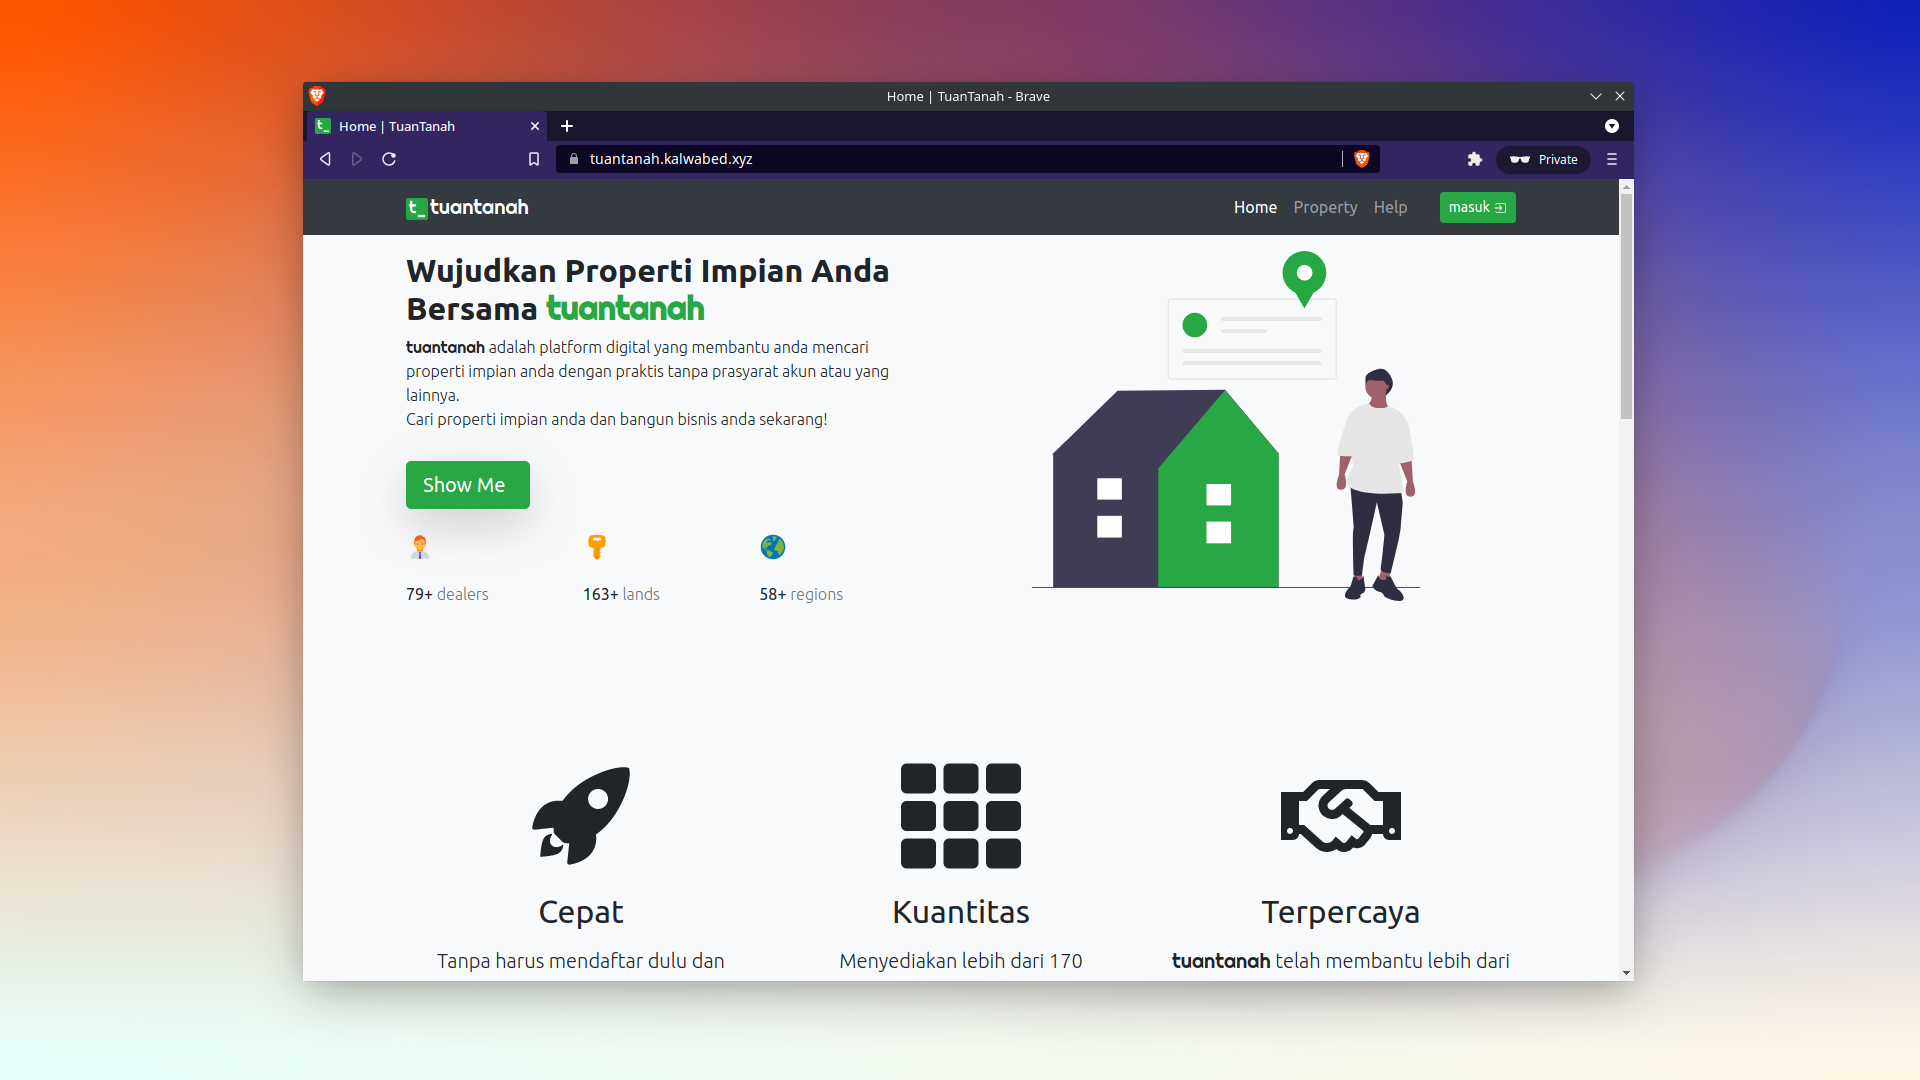 Home | TuanTanah - Brave
t_ Home | TuanTanah
tuantanah.kalwabed.xyz
Private
t_ tuantanah
Home Property Help masuk
Wujudkan Properti Impian Anda
Bersama tuantanah
tuantanah adalah platform digital yang membantu anda mencari
properti impian anda dengan praktis tanpa prasyarat akun atau yang
lainnya.
Cari properti impian anda dan bangun bisnis anda sekarang!
Show Me
79+ dealers 163+ lands 58+ regions
Cepat Kuantitas Terpercaya
Tanpa harus mendaftar dulu dan Menyediakan lebih dari 170 tuantanah telah membantu lebih dari